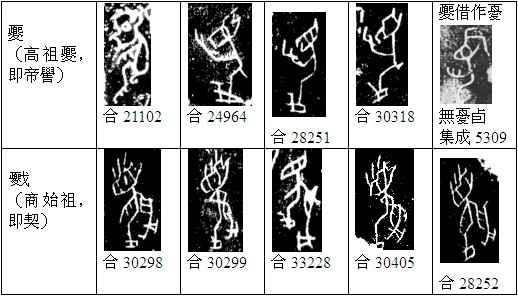 夒
（高祖夒，
即帝嚳）
合 21102
合 24964
合 28251
合 30318
夒借作憂
無憂卣
集成 5309
（商始祖，
即契）
合 30298
合 30299
合 33228
合 30405
合 28252